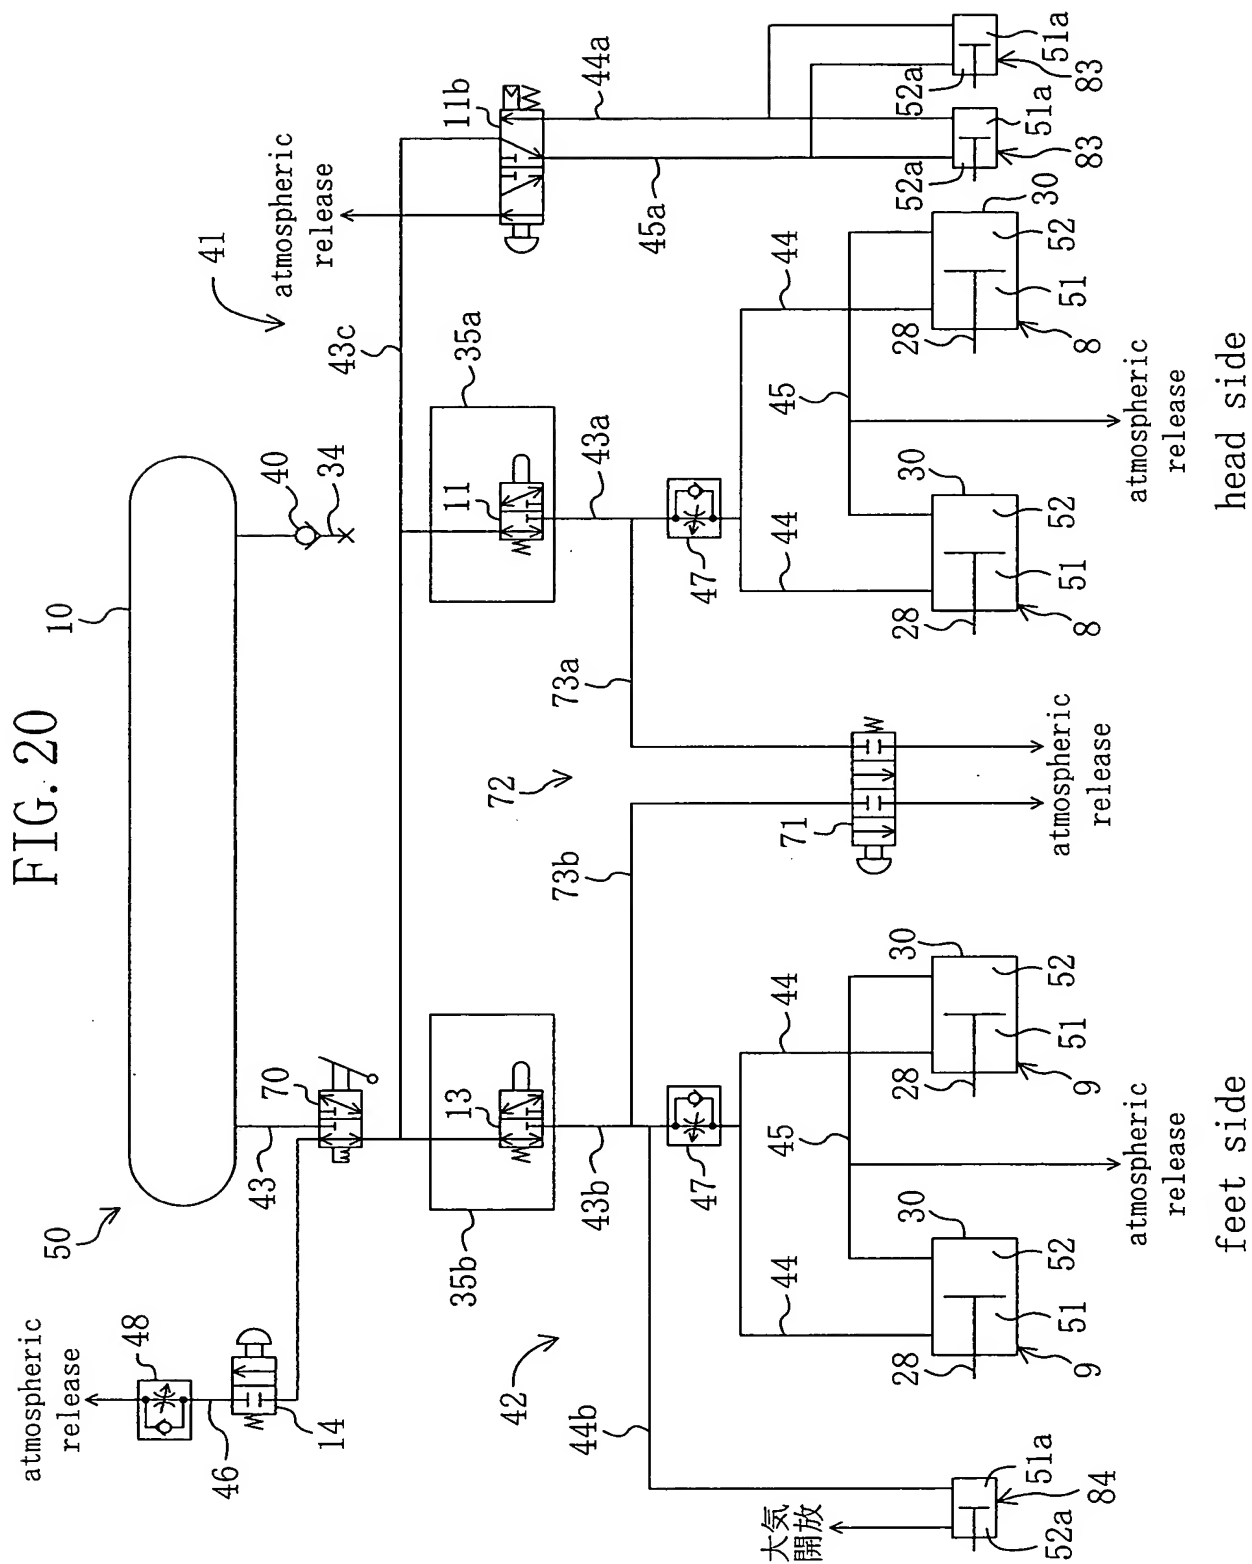 FIG. 20
50
10
40
34
43
70
atmospheric
release
48
46
14
41
atmospheric
release
11b
43c
35a
11
43a
44a
45a
35b
13
43b
42
44b
72
73a
73b
71
atmospheric
release
47
44
44
45
47
44
44
45
大気
開放
52a
51a
84
28
30
52
51
9
28
30
52
51
9
atmospheric
release
feet side
28
30
52
51
8
28
30
52
51
8
atmospheric
release
head side
52a
51a
83
52a
51a
83